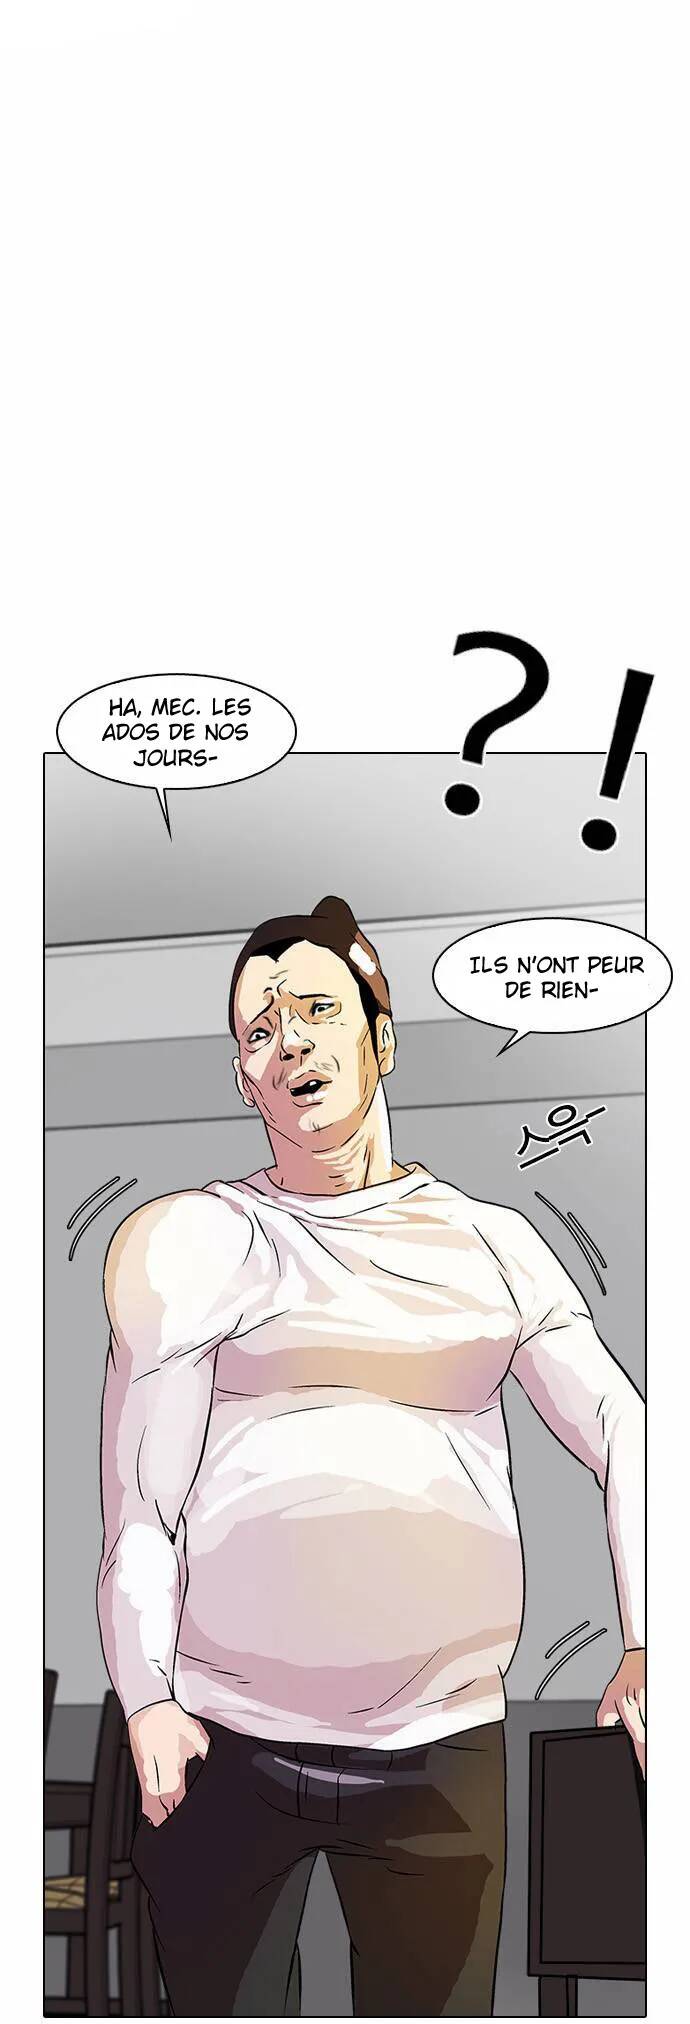 ?!
HA, MEC. LES
ADOS DE NOS
JOURS-
ILS N'ONT PEUR
DE RIEN-
스윽-